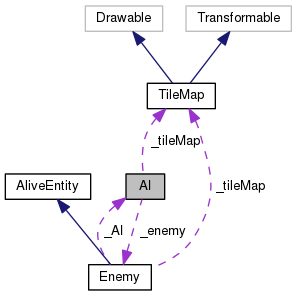 Drawable
Transformable
TileMap
_tileMap
AliveEntity
AI
_tileMap
_AI
_enemy
Enemy